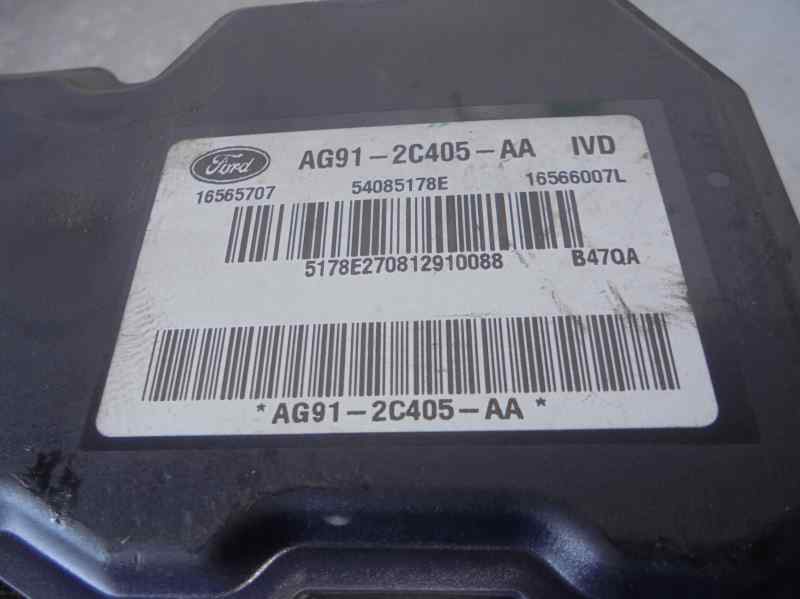 Ford AG91-2C405-AA IVD
16565707 54085178E 16566007L
5178E270812910088 B47QA
*AG91-2C405-AA*